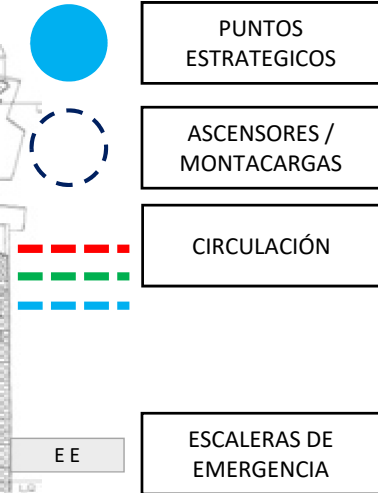 PUNTOS
ESTRATEGICOS
ASCENSORES /
MONTACARGAS
CIRCULACIÓN
E E
ESCALERAS DE
EMERGENCIA